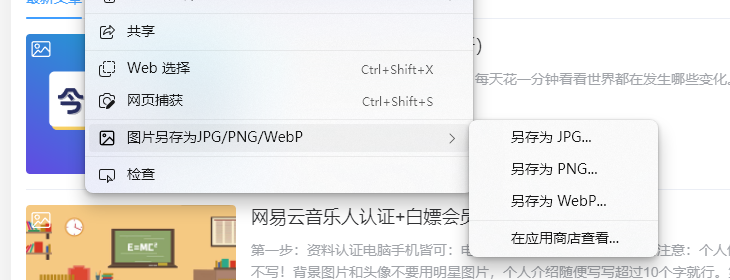 最新文章
共享
Web 选择 Ctrl+Shift+X
网页捕获 Ctrl+Shift+S
每天花一分钟看看世界都在发生哪些变化。
今
图片另存为JPG/PNG/WebP
另存为 JPG...
另存为 PNG...
检查
另存为 WebP...
网易云音乐人认证+白嫖会员
E=MC²
在应用商店查看...
第一步：资料认证电脑手机皆可：电
注意：个人
不写！背景图片和头像不要用明星图片，个人介绍随便写写超过10个字就行。